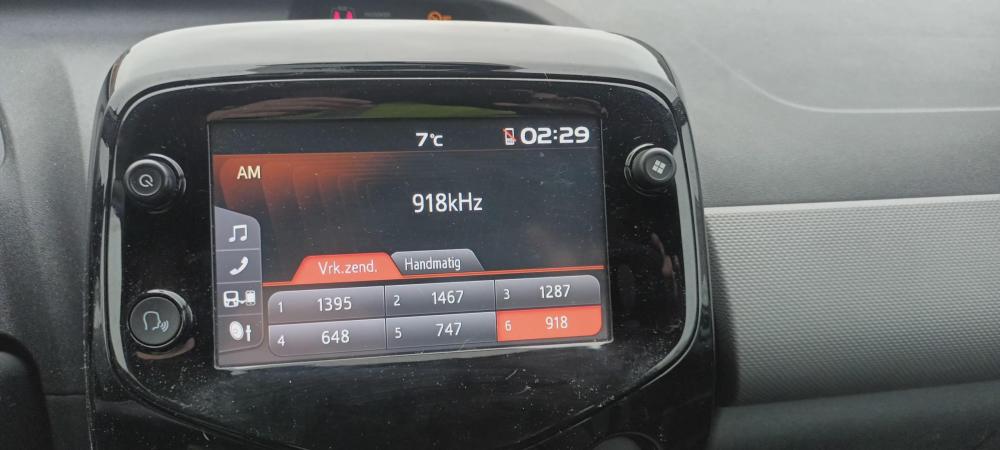 7°C 02:29
AM
918kHz
Vrk.zend. Handmatig
1 1395 2 1467 3 1287
4 648 5 747 6 918